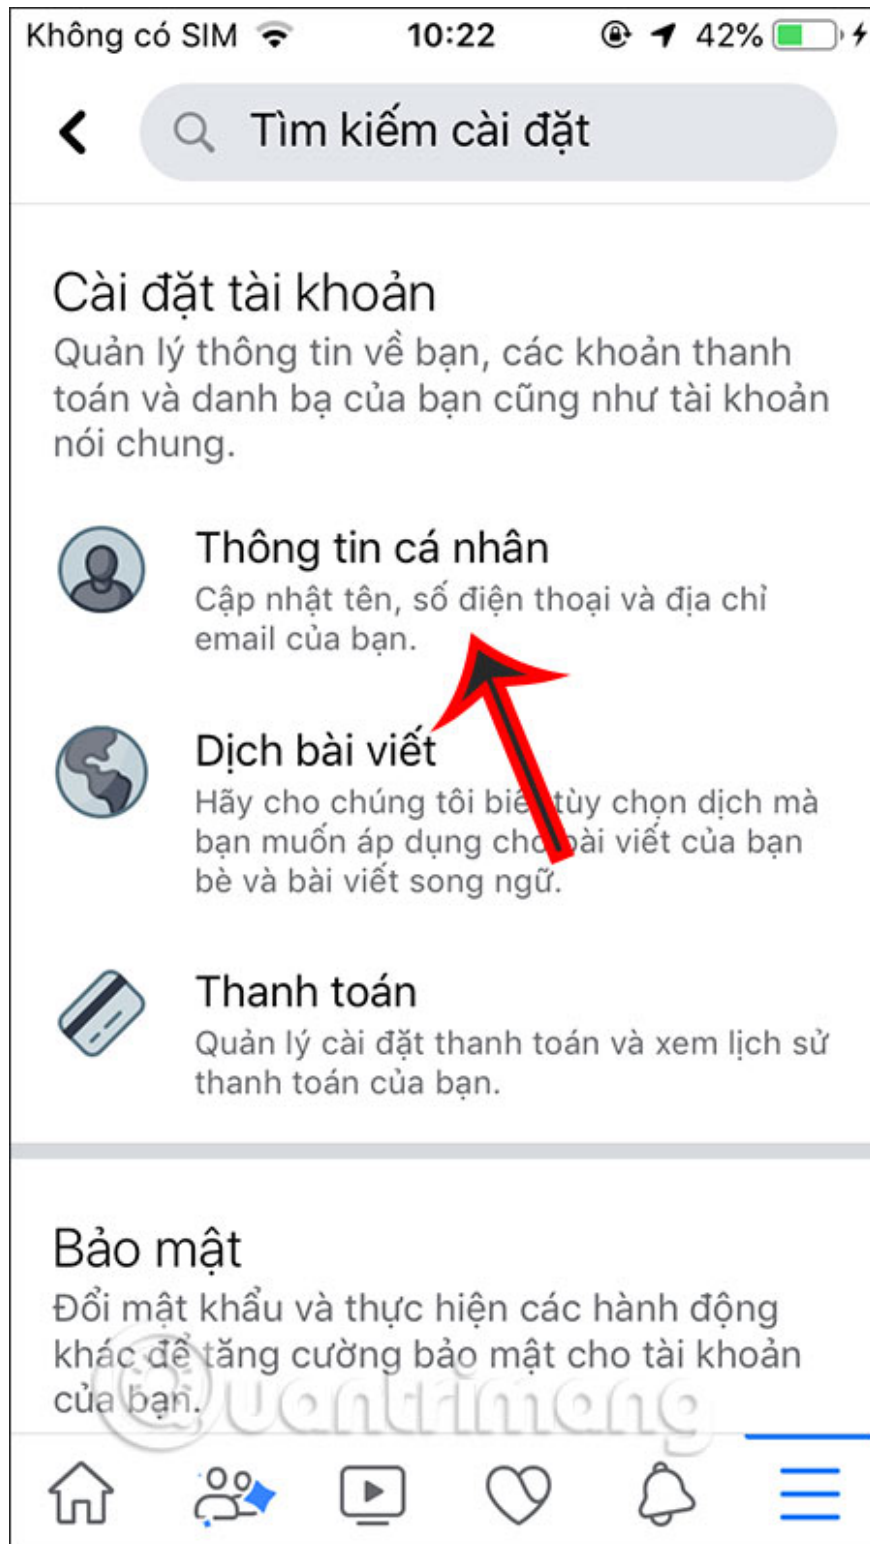 Không có SIM 10:22 42%
Tìm kiếm cài đặt
Cài đặt tài khoản
Quản lý thông tin về bạn, các khoản thanh
toán và danh bạ của bạn cũng như tài khoản
nói chung.
Thông tin cá nhân
Cập nhật tên, số điện thoại và địa chỉ
email của bạn.
Dịch bài viết
Hãy cho chúng tôi biết tùy chọn dịch mà
bạn muốn áp dụng cho bài viết của bạn
bè và bài viết song ngữ.
Thanh toán
Quản lý cài đặt thanh toán và xem lịch sử
thanh toán của bạn.
Bảo mật
Đổi mật khẩu và thực hiện các hành động
khác để tăng cường bảo mật cho tài khoản
của bạn.
Quantrimang